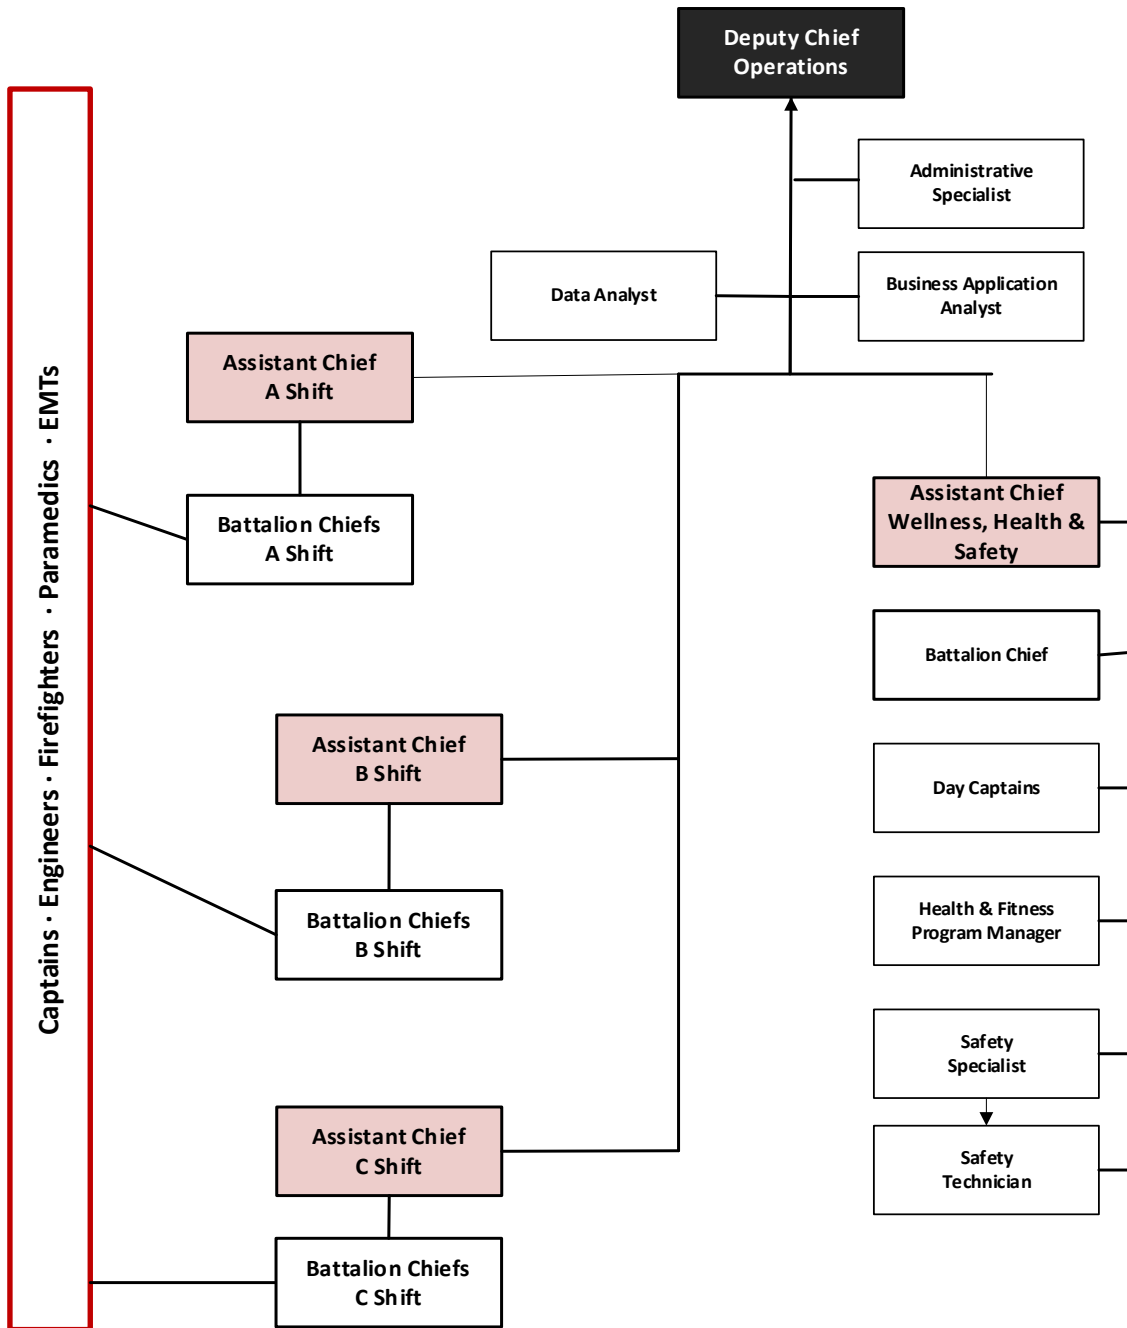 Deputy Chief
Operations
Administrative
Specialist
Data Analyst
Business Application
Analyst
Assistant Chief
A Shift
Battalion Chiefs
A Shift
Captains · Engineers · Firefighters · Paramedics · EMTs
Assistant Chief
Wellness, Health &
Safety
Battalion Chief
Assistant Chief
B Shift
Day Captains
Battalion Chiefs
B Shift
Health & Fitness
Program Manager
Safety
Specialist
Assistant Chief
C Shift
Safety
Technician
Battalion Chiefs
C Shift